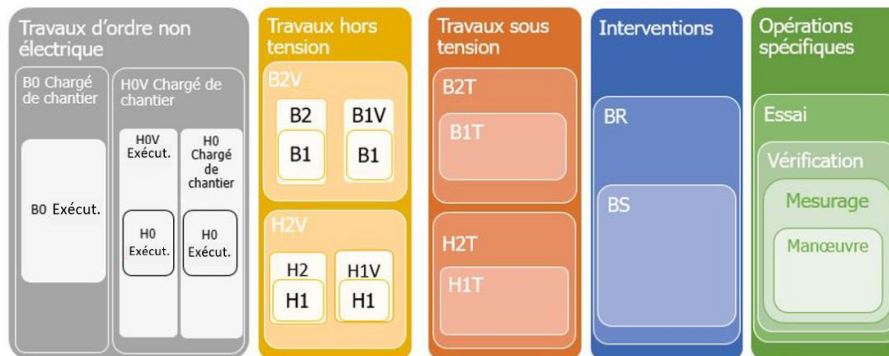 Travaux d'ordre non
électrique
B0 Chargé
de chantier
B0 Exécut.
H0V Chargé de
chantier
H0V
Exécut.
H0
Exécut.
H0
Chargé
de
chantier
H0
Exécut.
Travaux hors
tension
B2V
B2
B1
B1V
B1
H2V
H2
H1
H1V
H1
Travaux sous
tension
B2T
B1T
H2T
H1T
Interventions
BR
BS
Opérations
spécifiques
Essai
Vérification
Mesurage
Manœuvre